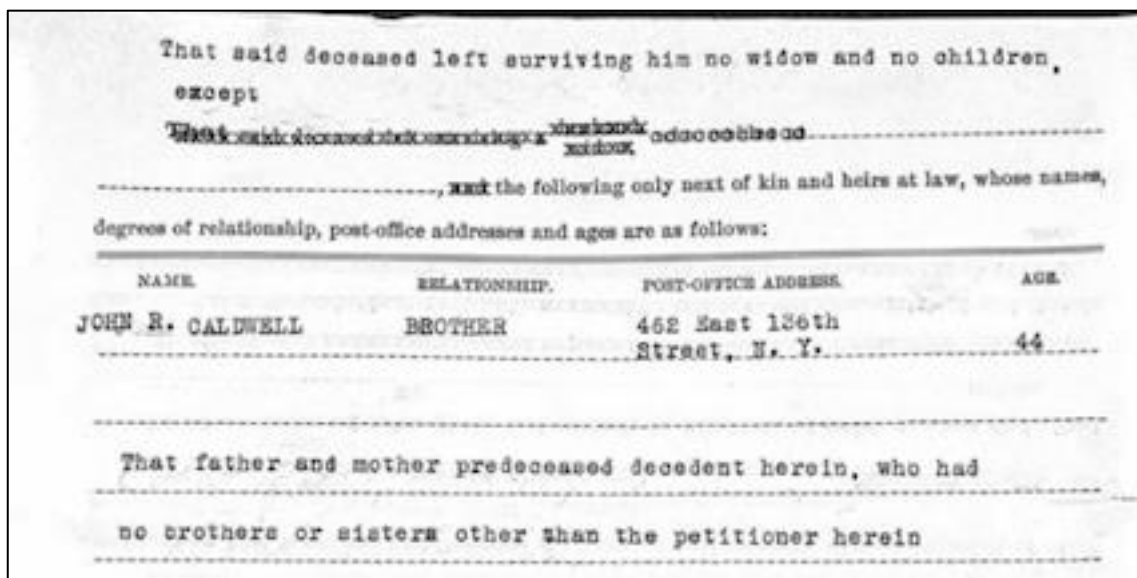 That said deceased left surviving him no widow and no children,
except
That
, and the following only next of kin and heirs at law, whose names,
degrees of relationship, post-office addresses and ages are as follows:
NAME. RELATIONSHIP. POST-OFFICE ADDRESS. AGE.
JOHN R. CALDWELL BROTHER 462 East 136th
Street, N. Y. 44
That father and mother predeceased decedent herein, who had
no brothers or sisters other than the petitioner herein